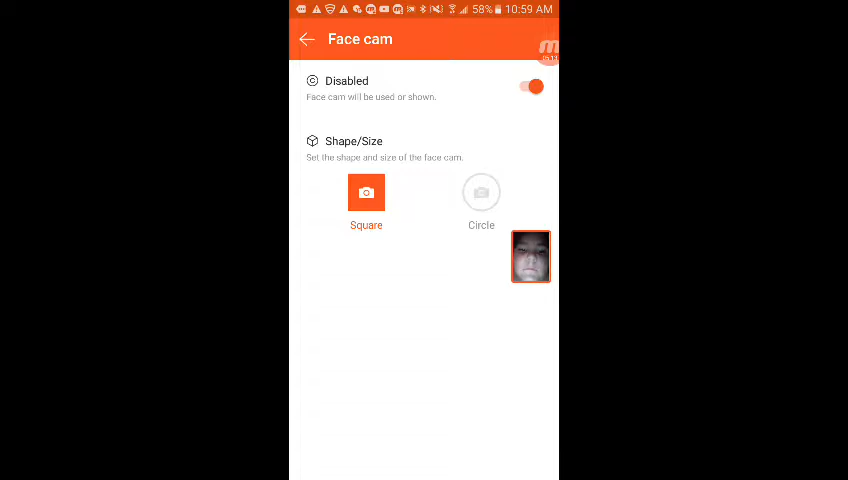 58% 10:59 AM
Face cam
Disabled
Face cam will be used or shown.
Shape/Size
Set the shape and size of the face cam.
Square
Circle